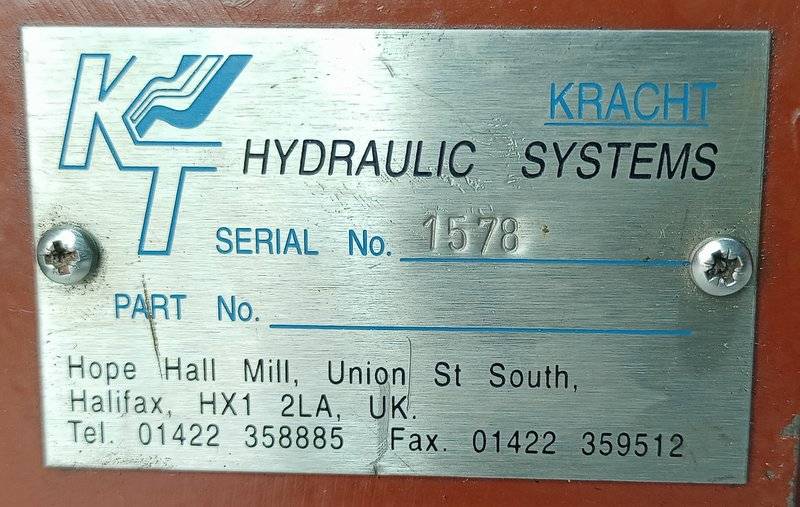 KT
KRACHT
HYDRAULIC SYSTEMS
SERIAL No. 1578
PART No.
Hope Hall Mill, Union St South,
Halifax, HX1 2LA, UK.
Tel. 01422 358885 Fax. 01422 359512